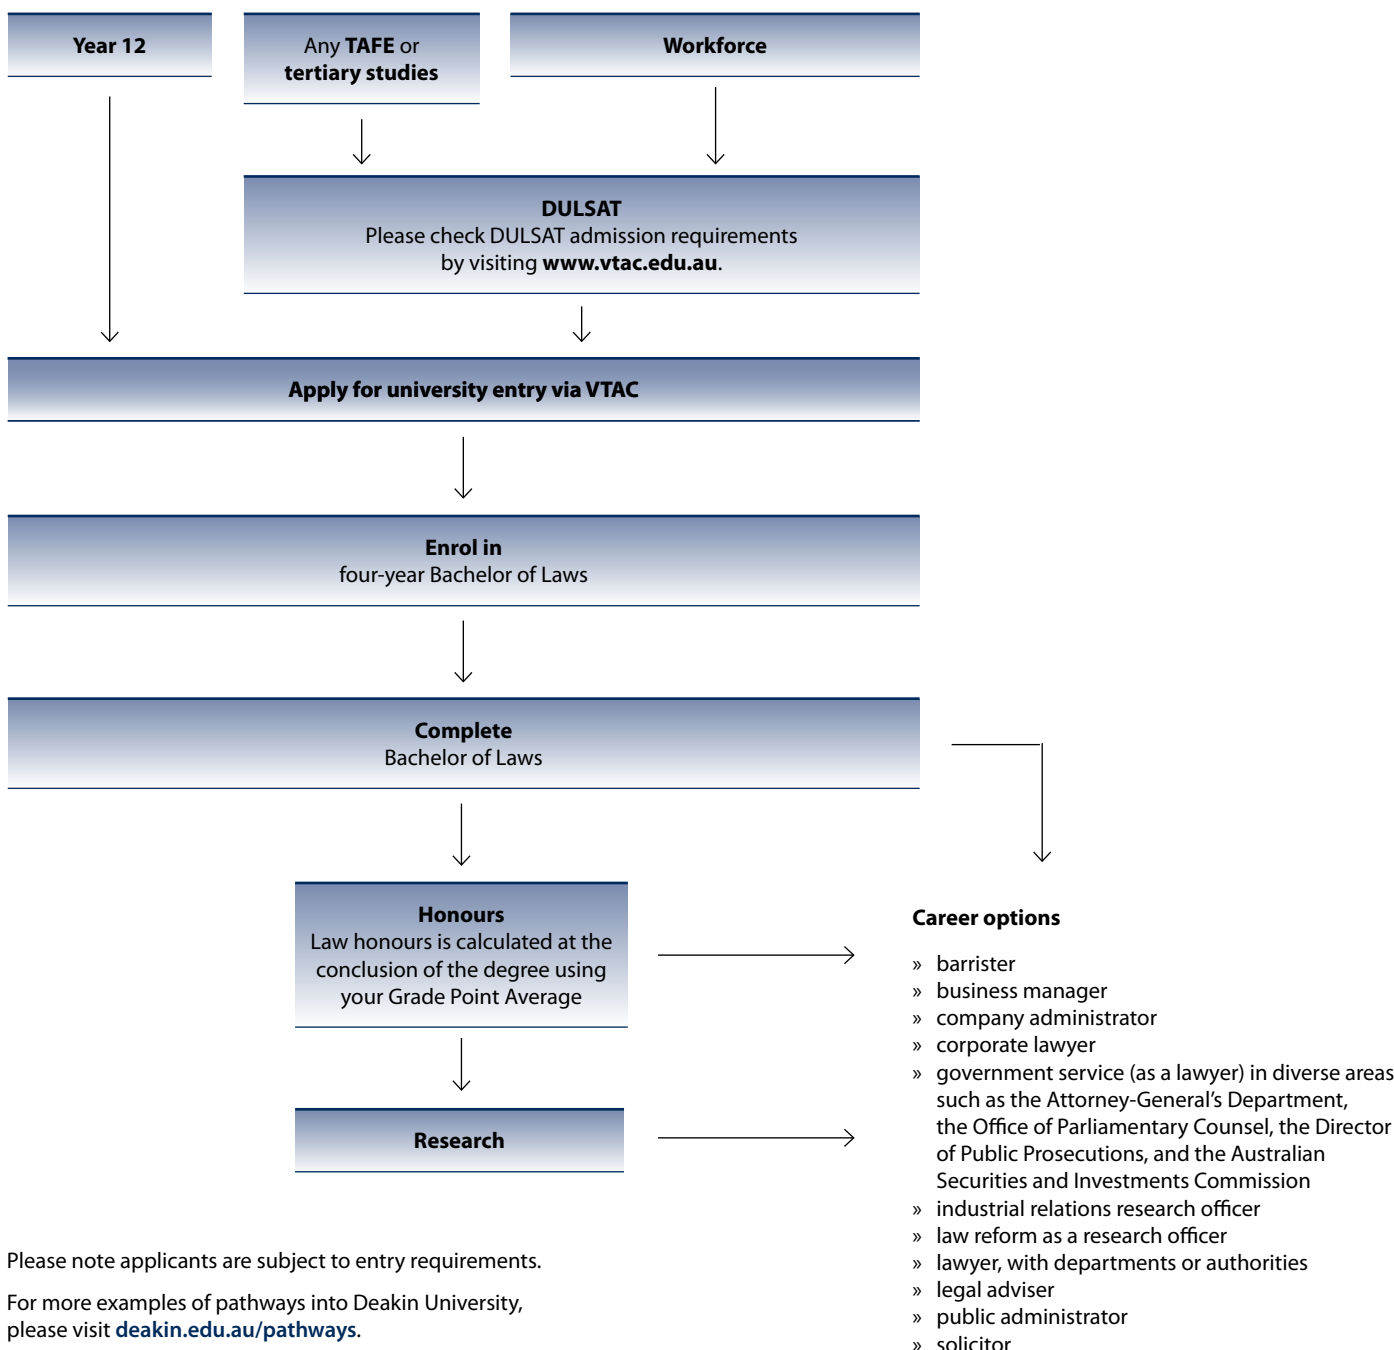 Year 12
Any TAFE or
tertiary studies
Workforce
DULSAT
Please check DULSAT admission requirements
by visiting www.vtac.edu.au.
Apply for university entry via VTAC
Enrol in
four-year Bachelor of Laws
Complete
Bachelor of Laws
Honours
Law honours is calculated at the
conclusion of the degree using
your Grade Point Average
Research
Career options
» barrister
» business manager
» company administrator
» corporate lawyer
» government service (as a lawyer) in diverse areas
such as the Attorney-General’s Department,
the Office of Parliamentary Counsel, the Director
of Public Prosecutions, and the Australian
Securities and Investments Commission
» industrial relations research officer
» law reform as a research officer
» lawyer, with departments or authorities
» legal adviser
» public administrator
» solicitor
Please note applicants are subject to entry requirements.
For more examples of pathways into Deakin University,
please visit deakin.edu.au/pathways.